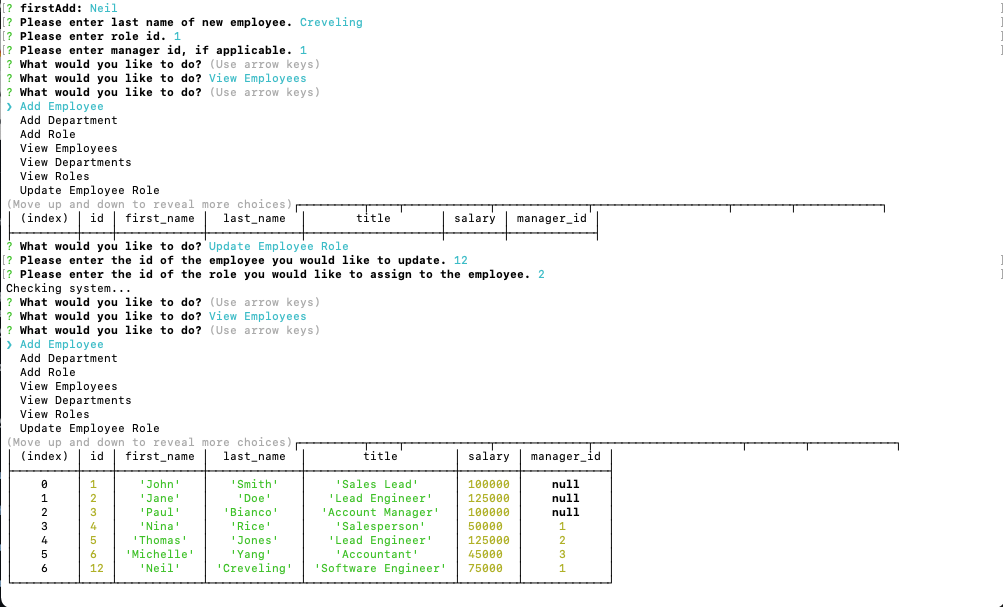 [? firstAdd: Neil ]
[? Please enter last name of new employee. Creveling ]
[? Please enter role id. 1 ]
[? Please enter manager id, if applicable. 1 ]
? What would you like to do? (Use arrow keys)
? What would you like to do? View Employees
? What would you like to do? (Use arrow keys)
❯ Add Employee
Add Department
Add Role
View Employees
View Departments
View Roles
Update Employee Role
(Move up and down to reveal more choices)
(index) id first_name last_name title salary manager_id
? What would you like to do? Update Employee Role
[? Please enter the id of the employee you would like to update. 12 ]
[? Please enter the id of the role you would like to assign to the employee. 2 ]
Checking system...
? What would you like to do? (Use arrow keys)
? What would you like to do? View Employees
? What would you like to do? (Use arrow keys)
❯ Add Employee
Add Department
Add Role
View Employees
View Departments
View Roles
Update Employee Role
(Move up and down to reveal more choices)
(index) id first_name last_name title salary manager_id
0 1 'John' 'Smith' 'Sales Lead' 100000 null
1 2 'Jane' 'Doe' 'Lead Engineer' 125000 null
2 3 'Paul' 'Bianco' 'Account Manager' 100000 null
3 4 'Nina' 'Rice' 'Salesperson' 50000 1
4 5 'Thomas' 'Jones' 'Lead Engineer' 125000 2
5 6 'Michelle' 'Yang' 'Accountant' 45000 3
6 12 'Neil' 'Creveling' 'Software Engineer' 75000 1